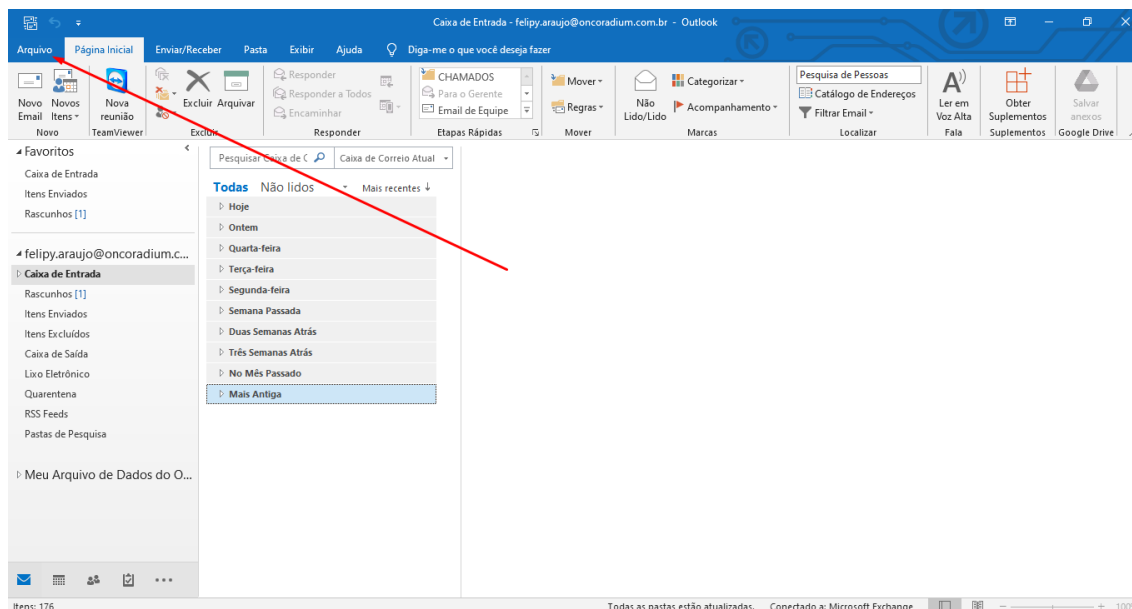 Caixa de Entrada - felipy.araujo@oncoradium.com.br - Outlook
Arquivo Página Inicial Enviar/Receber Pasta Exibir Ajuda Diga-me o que você deseja fazer
Novo Email
Novos Itens
Nova reunião
Excluir
Arquivar
Responder
Responder a Todos
Encaminhar
CHAMADOS
Para o Gerente
Email de Equipe
Mover
Regras
Não Lido/Lido
Categorizar
Acompanhamento
Pesquisa de Pessoas
Catálogo de Endereços
Filtrar Email
Ler em Voz Alta
Obter Suplementos
Salvar anexos
Novo TeamViewer Excluir Responder Etapas Rápidas Mover Marcas Localizar Fala Suplementos Google Drive
Favoritos
Caixa de Entrada
Itens Enviados
Rascunhos [1]
felipy.araujo@oncoradium.c...
Caixa de Entrada
Rascunhos [1]
Itens Enviados
Itens Excluídos
Caixa de Saída
Lixo Eletrônico
Quarentena
RSS Feeds
Pastas de Pesquisa
Meu Arquivo de Dados do O...
Pesquisar Caixa de C Caixa de Correio Atual
Todas Não lidos Mais recentes
Hoje
Ontem
Quarta-feira
Terça-feira
Segunda-feira
Semana Passada
Duas Semanas Atrás
Três Semanas Atrás
No Mês Passado
Mais Antiga
Itens: 176 Todas as pastas estão atualizadas. Conectado a: Microsoft Exchange 100